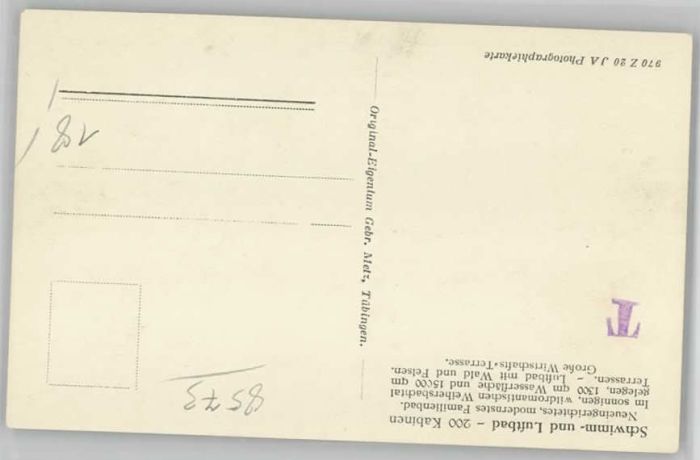 Schwimm- und Luftbad – 200 Kabinen
Neueingerichtetes, modernstes Familienbad.
Im sonnigen, wildromantischen Weihersbachtal
gelegen, 1300 qm Wasserfläche und 15000 qm
Terrassen. – Luftbad mit Wald und Felsen.
Große Wirtschafts-Terrasse.
T
Original-Eigentum Gebr. Metz, Tübingen.
970 Z 20 JA Photographiekarte
8573